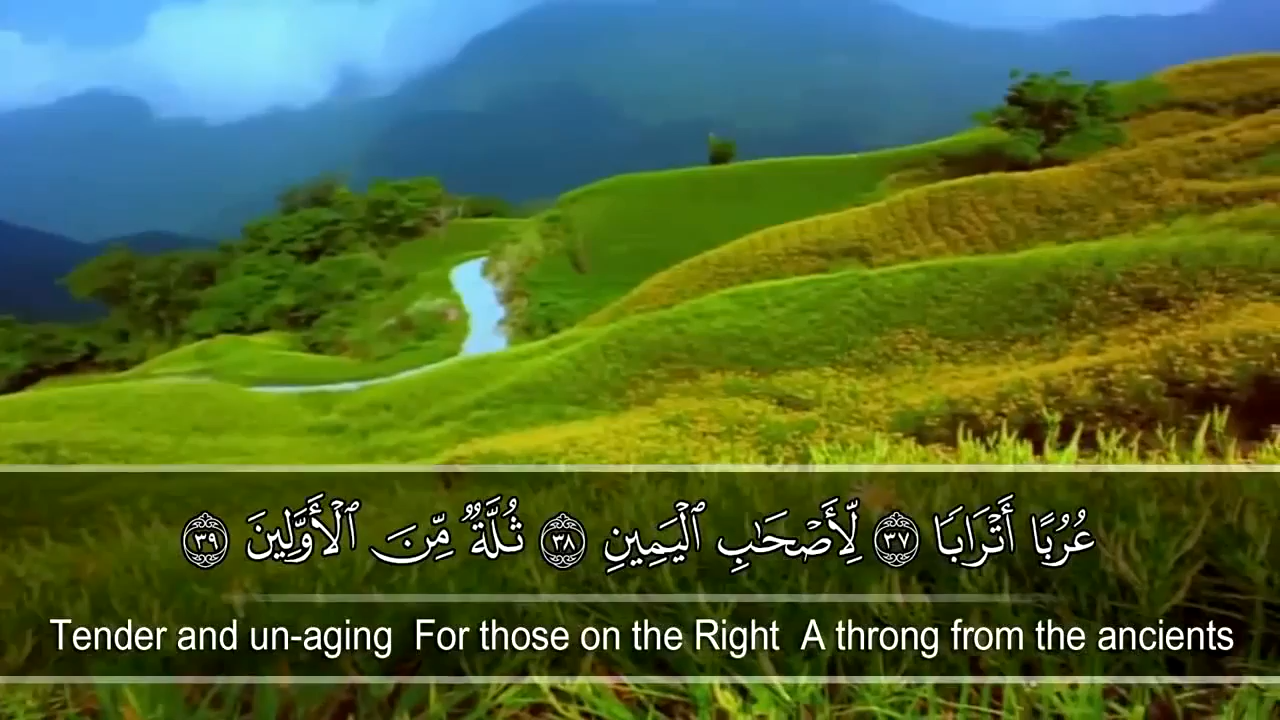 عُرُبًا أَتْرَابًا ٣٧ لِّأَصْحَٰبِ ٱلْيَمِينِ ٣٨ ثُلَّةٌ مِّنَ ٱلْأَوَّلِينَ ٣٩
Tender and un-aging For those on the Right A throng from the ancients